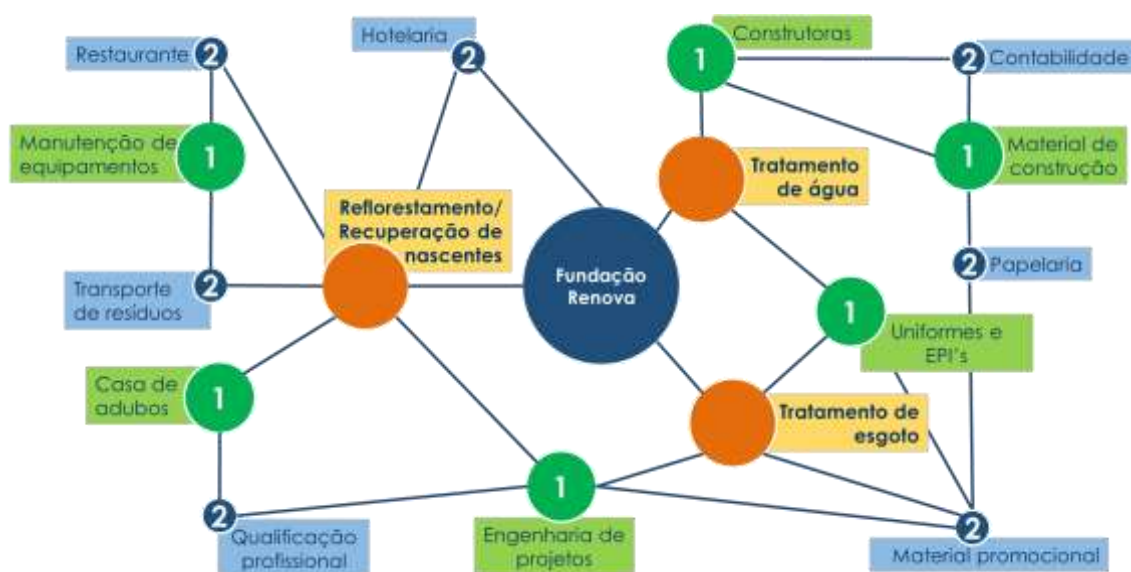 Restaurante
2
Hotelaria
2
Construtoras
1
2
Contabilidade
Manutenção de
equipamentos
1
Material de
construção
1
Tratamento
de água
Reflorestamento/
Recuperação de
nascentes
Fundação
Renova
2
Papelaria
Transporte
de resíduos
2
1
Uniformes e
EPI's
Casa de
adubos
1
Tratamento de
esgoto
1
Engenharia de
projetos
2
Qualificação
profissional
2
Material promocional